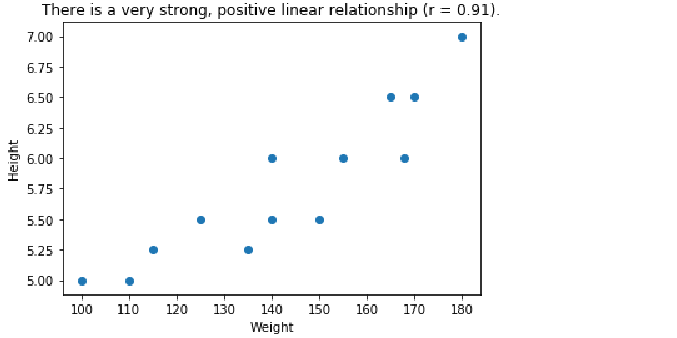 There is a very strong, positive linear relationship (r = 0.91).
7.00
6.75
6.50
6.25
6.00
5.75
5.50
5.25
5.00
Height
100 110 120 130 140 150 160 170 180
Weight